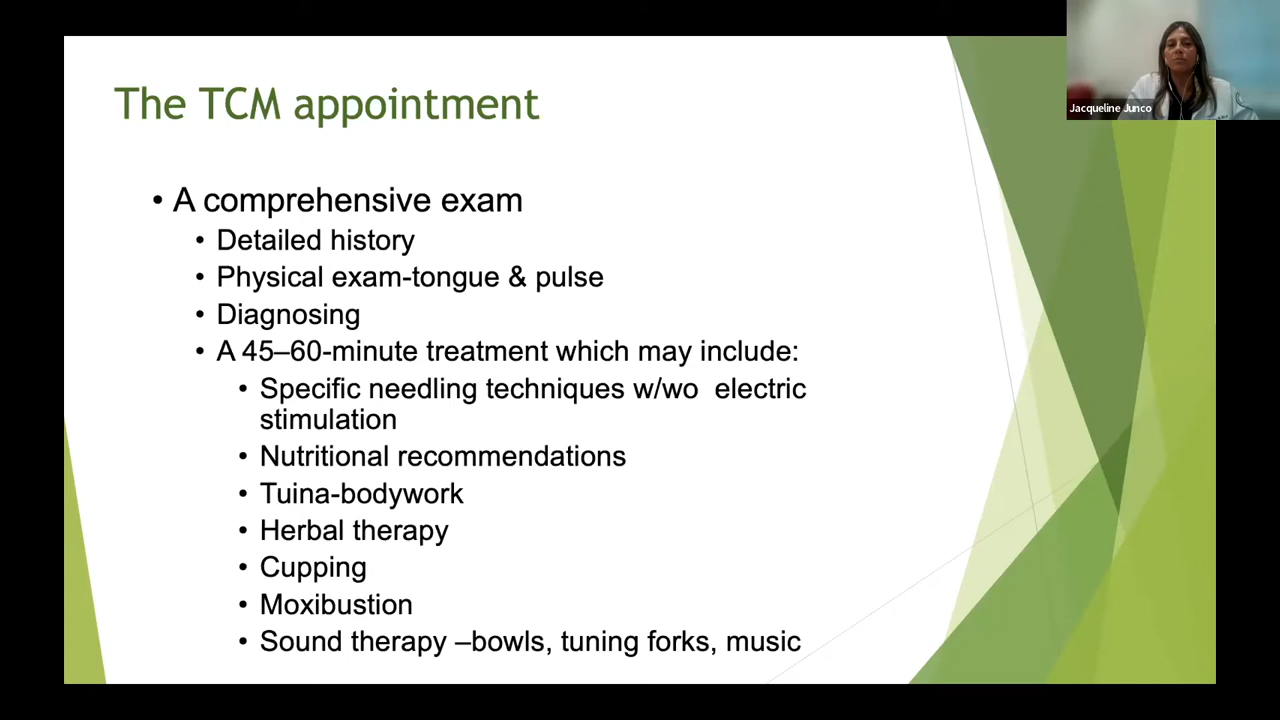 The TCM appointment
• A comprehensive exam
• Detailed history
• Physical exam-tongue & pulse
• Diagnosing
• A 45–60-minute treatment which may include:
• Specific needling techniques w/wo  electric
stimulation
• Nutritional recommendations
• Tuina-bodywork
• Herbal therapy
• Cupping
• Moxibustion
• Sound therapy –bowls, tuning forks, music
Jacqueline Junco